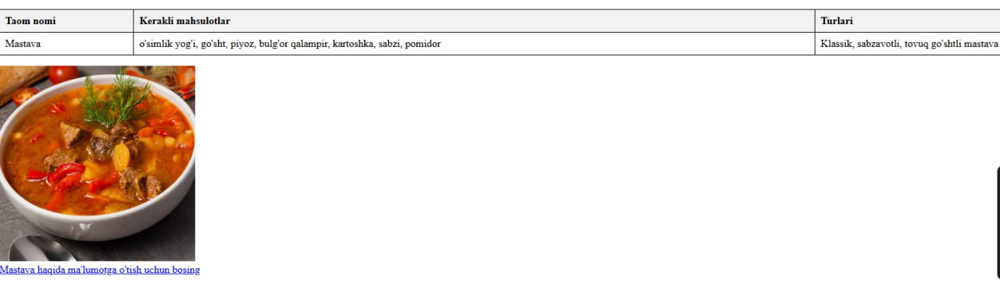 Taom nomi Kerakli mahsulotlar Turlari
Mastava o'simlik yog'i, go'sht, piyoz, bulg'or qalampir, kartoshka, sabzi, pomidor Klassik, sabzavotli, tovuq go'shtli mastava
Mastava haqida ma'lumotga o'tish uchun bosing